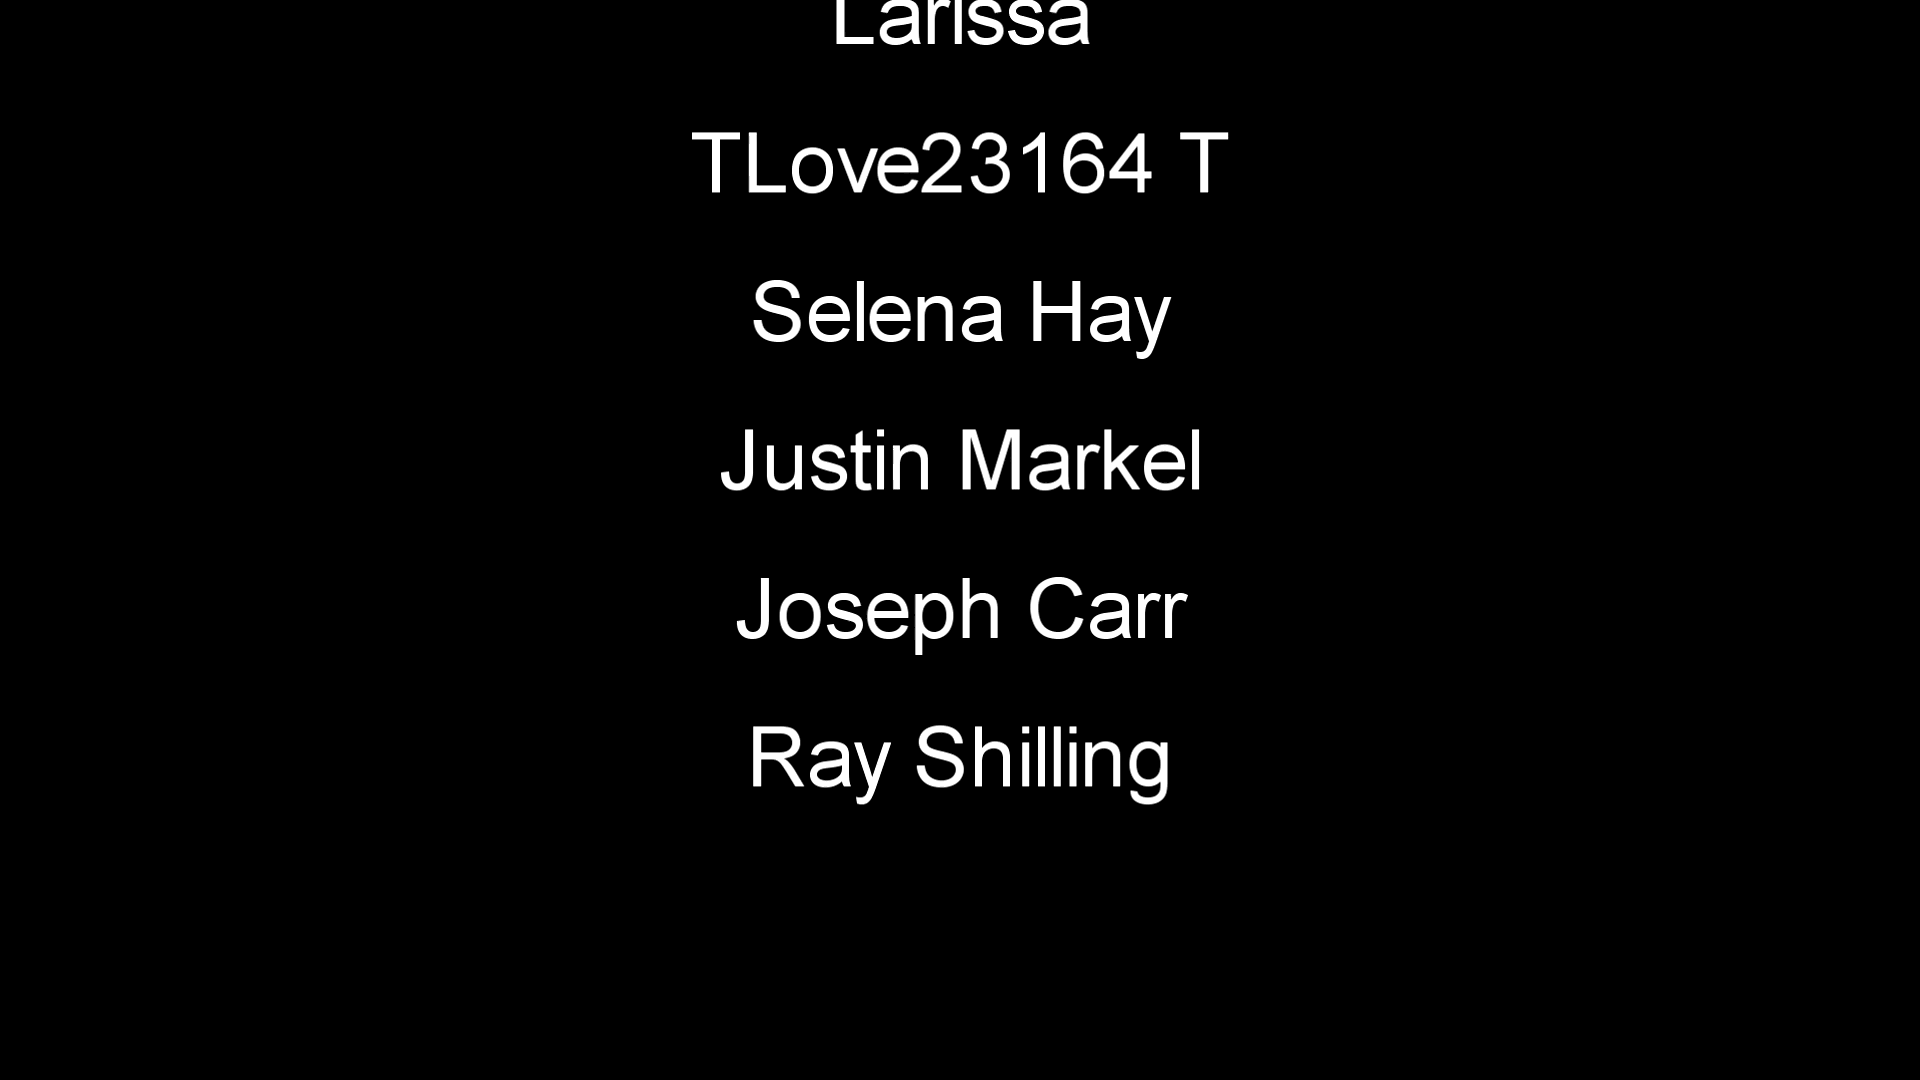 Larissa
TLove23164 T
Selena Hay
Justin Markel
Joseph Carr
Ray Shilling